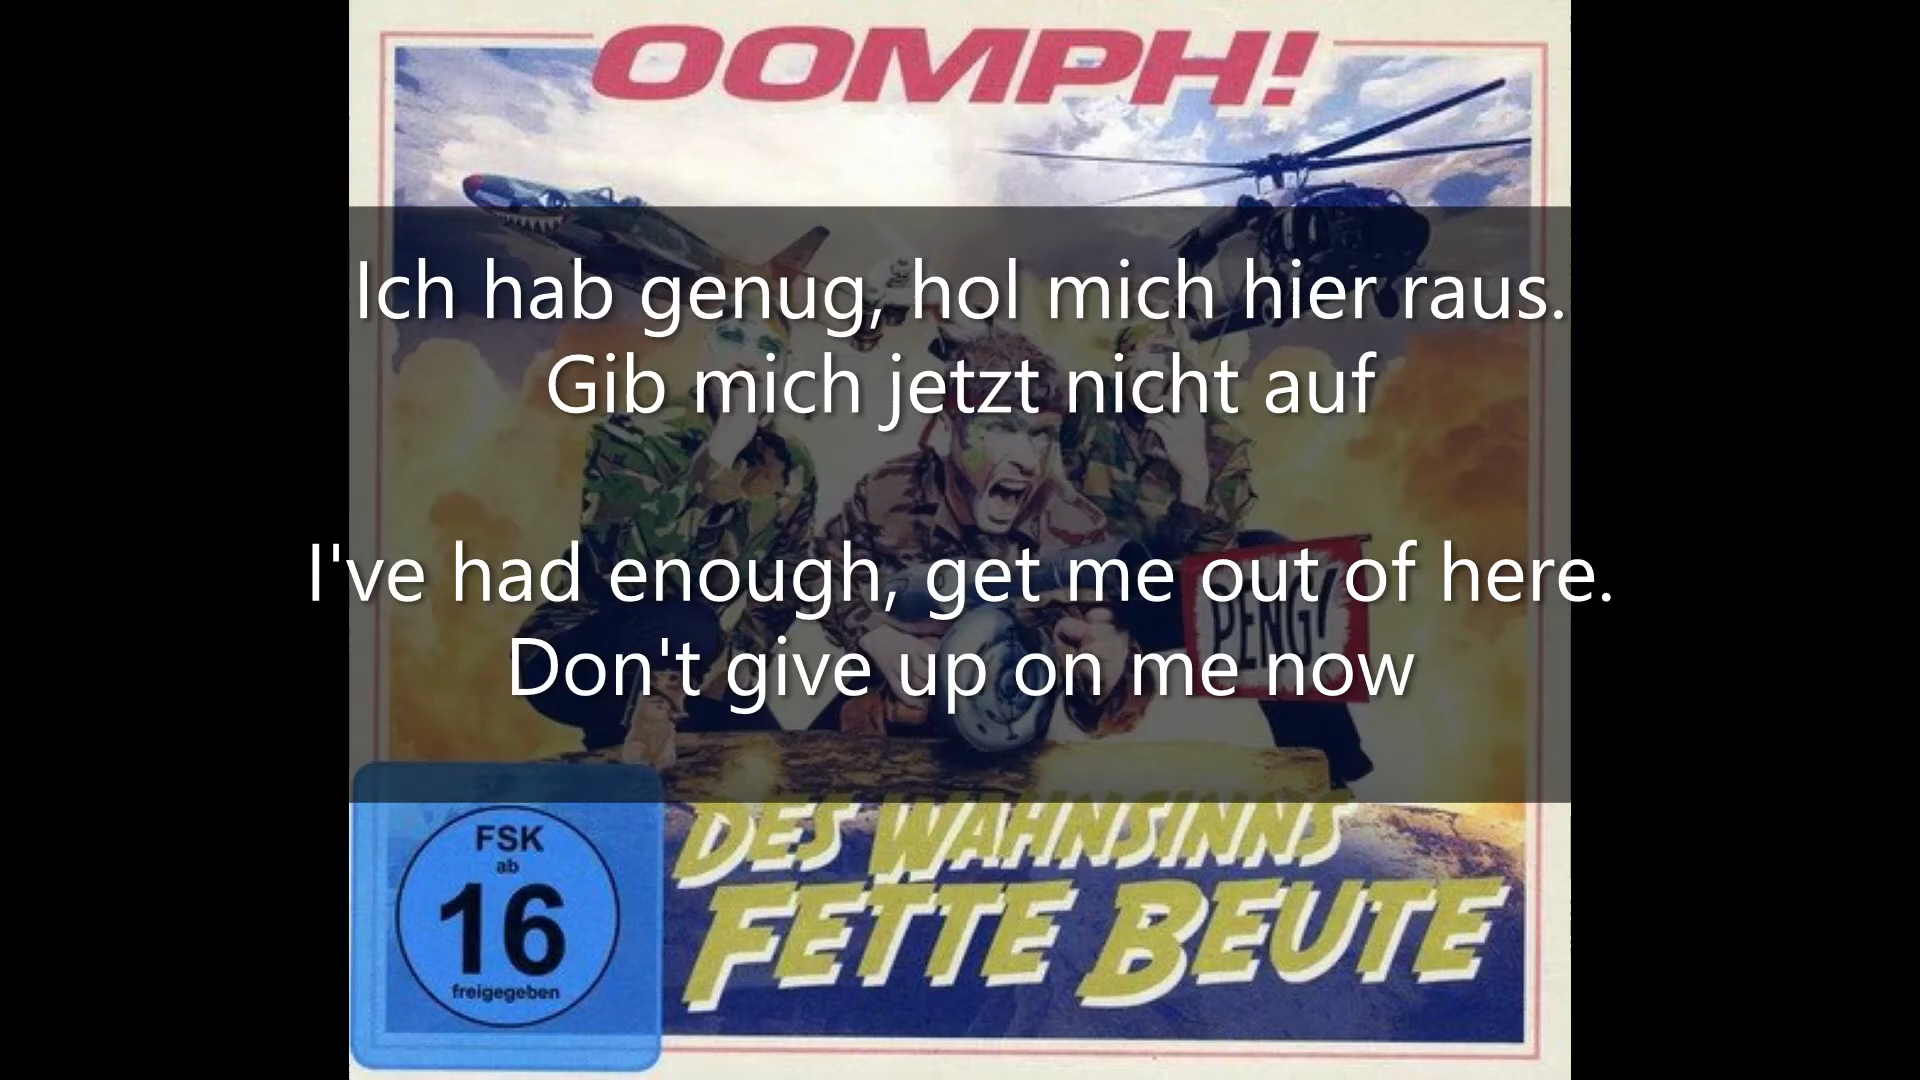 OOMPH!
Ich hab genug, hol mich hier raus.
Gib mich jetzt nicht auf
I've had enough, get me out of here.
Don't give up on me now
PENG!
DES WAHNSINNS
FETTE BEUTE
FSK
ab
16
freigegeben